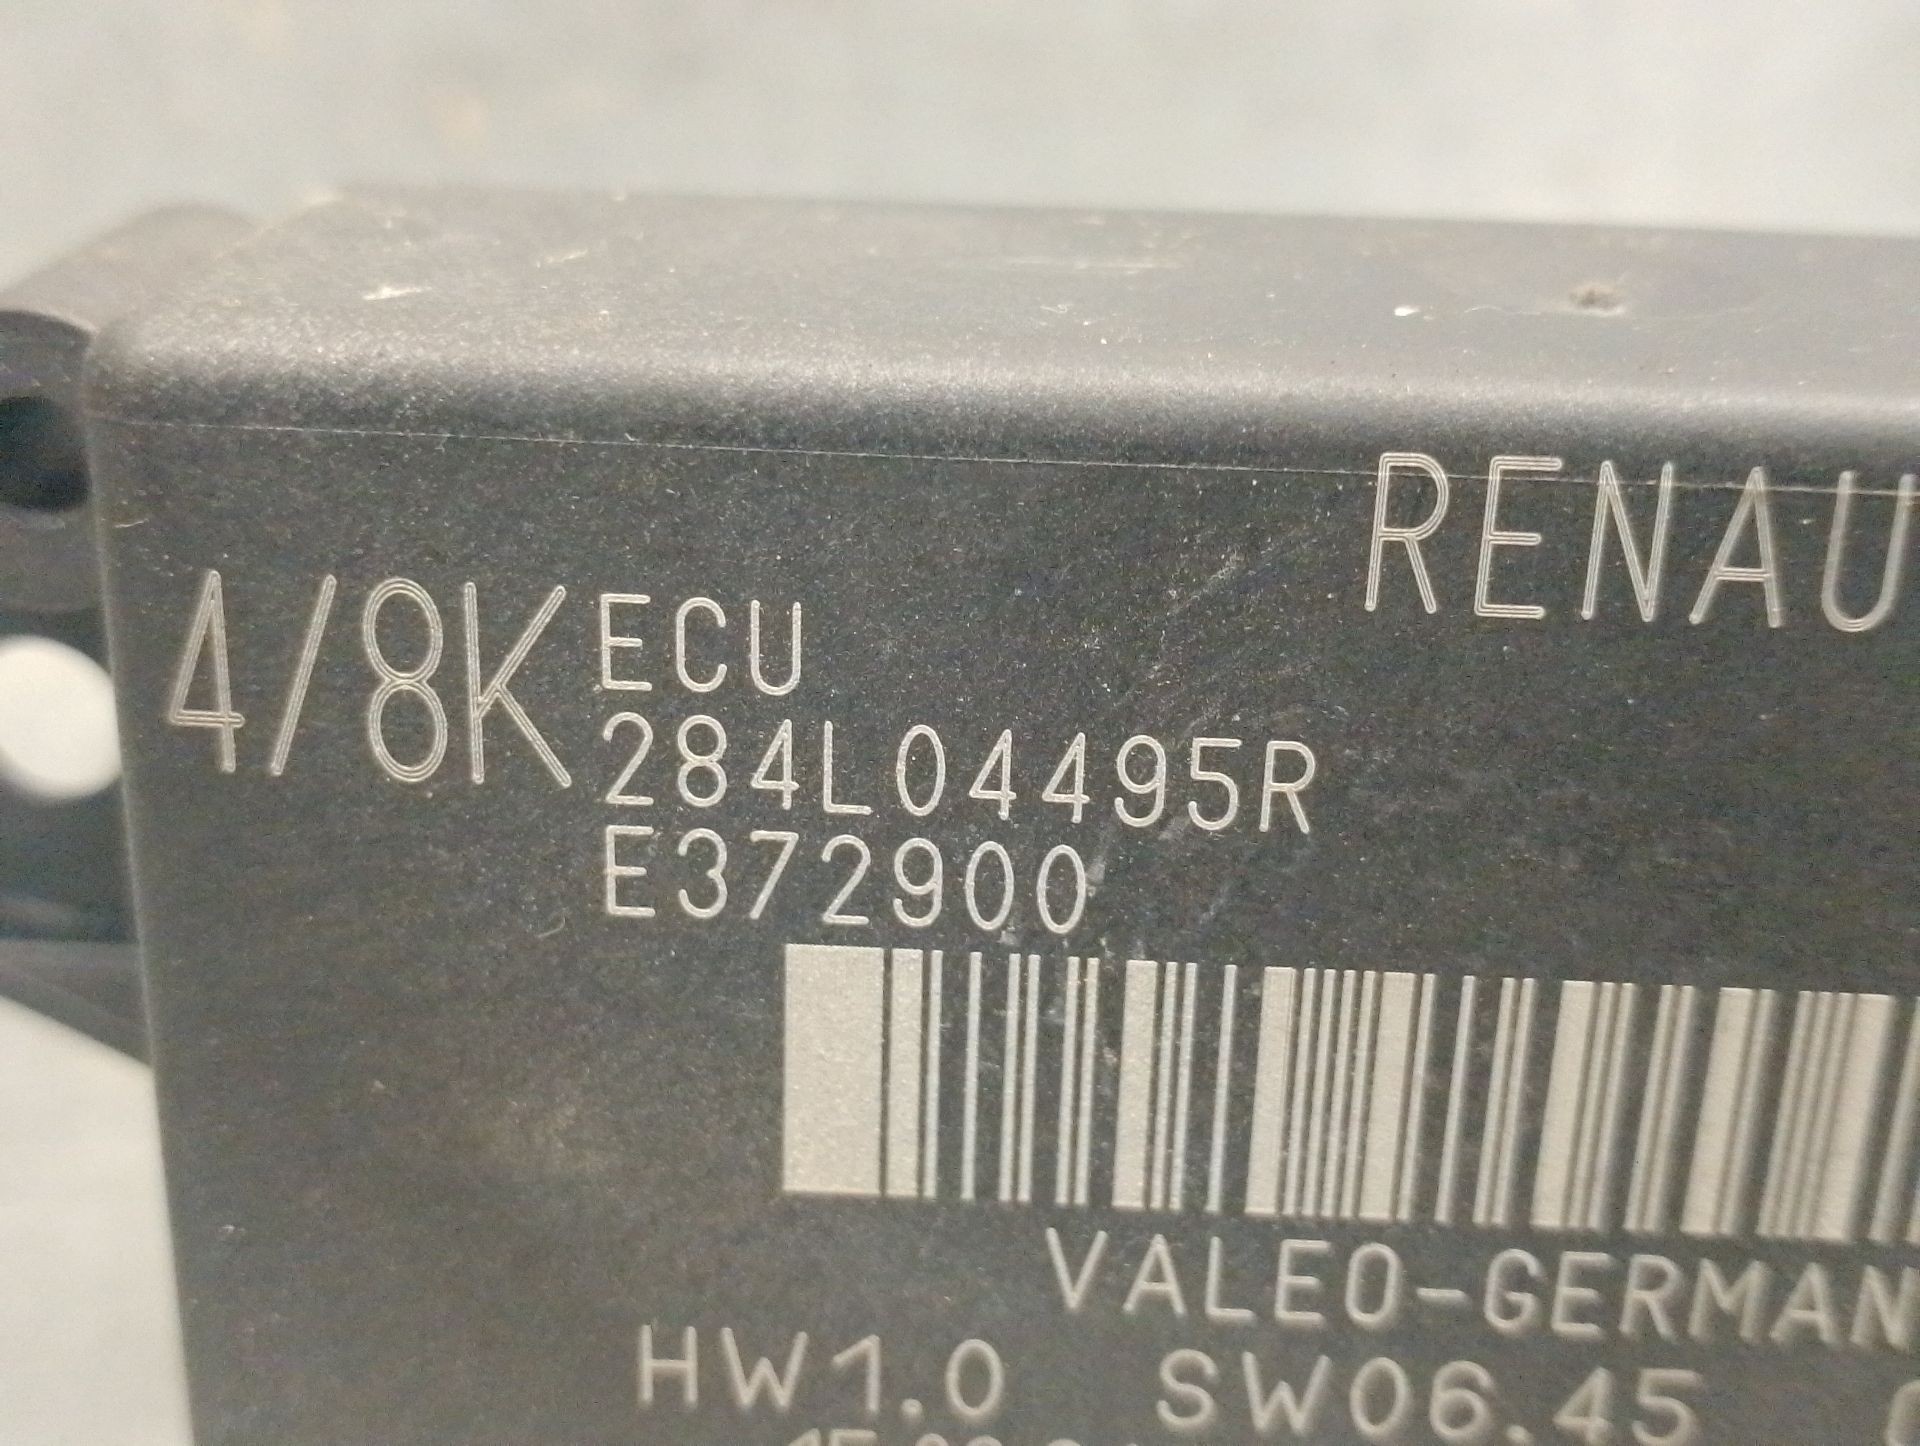 RENAU
4/8K
ECU
284L04495R
E372900
VALEO-GERMAN
HW1.0 SW06.45